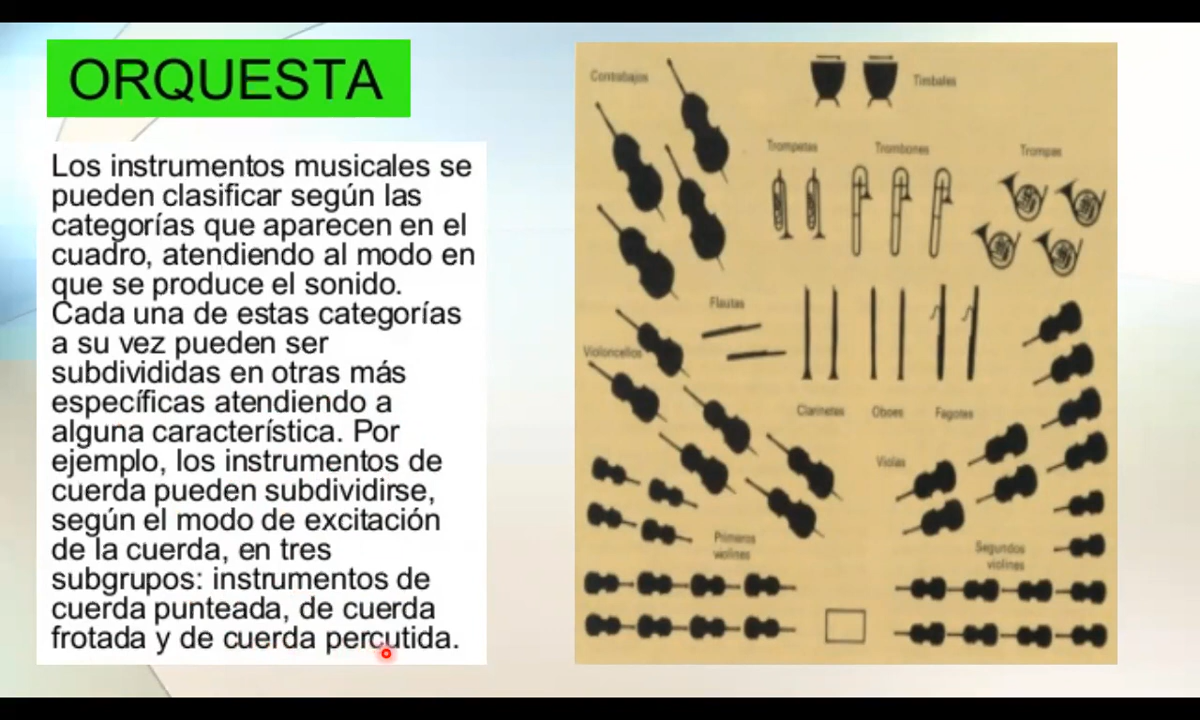 ORQUESTA
Los instrumentos musicales se
pueden clasificar según las
categorías que aparecen en el
cuadro, atendiendo al modo en
que se produce el sonido.
Cada una de estas categorías
a su vez pueden ser
subdivididas en otras más
específicas atendiendo a
alguna característica. Por
ejemplo, los instrumentos de
cuerda pueden subdividirse,
según el modo de excitación
de la cuerda, en tres
subgrupos: instrumentos de
cuerda punteada, de cuerda
frotada y de cuerda percutida.
Contrabajos
Timbales
Trompetas
Trombones
Trompas
Flautas
Violoncellos
Clarinetes
Oboes
Fagotes
Violas
Primeros
violines
Segundos
violines